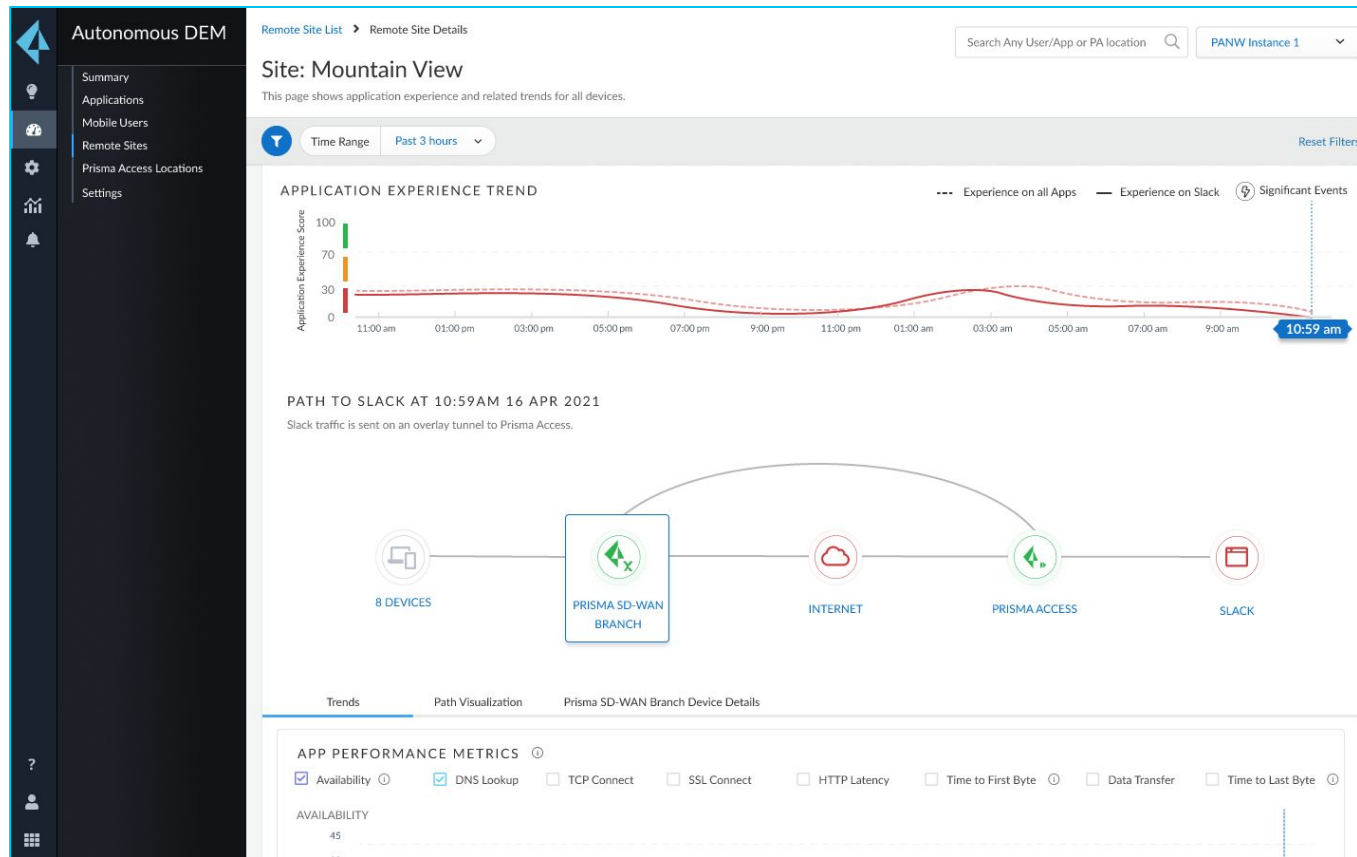 Autonomous DEM
Summary
Applications
Mobile Users
Remote Sites
Prisma Access Locations
Settings
?
Remote Site List > Remote Site Details
Search Any User/App or PA location
PANW Instance 1
Site: Mountain View
This page shows application experience and related trends for all devices.
Time Range Past 3 hours
Reset Filters
APPLICATION EXPERIENCE TREND
Experience on all Apps Experience on Slack Significant Events
Application Experience Score
100
70
30
0
11:00 am 01:00 pm 03:00 pm 05:00 pm 07:00 pm 9:00 pm 11:00 pm 01:00 am 03:00 am 05:00 am 07:00 am 9:00 am 10:59 am
PATH TO SLACK AT 10:59AM 16 APR 2021
Slack traffic is sent on an overlay tunnel to Prisma Access.
8 DEVICES
PRISMA SD-WAN
BRANCH
INTERNET
PRISMA ACCESS
SLACK
Trends Path Visualization Prisma SD-WAN Branch Device Details
APP PERFORMANCE METRICS
Availability DNS Lookup TCP Connect SSL Connect HTTP Latency Time to First Byte Data Transfer Time to Last Byte
AVAILABILITY
45